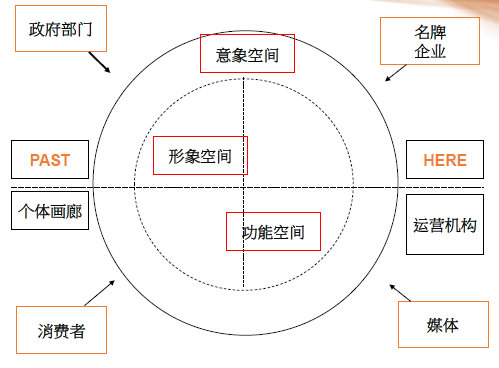 政府部门
名牌
企业
意象空间
形象空间
PAST
HERE
个体画廊
运营机构
功能空间
消费者
媒体